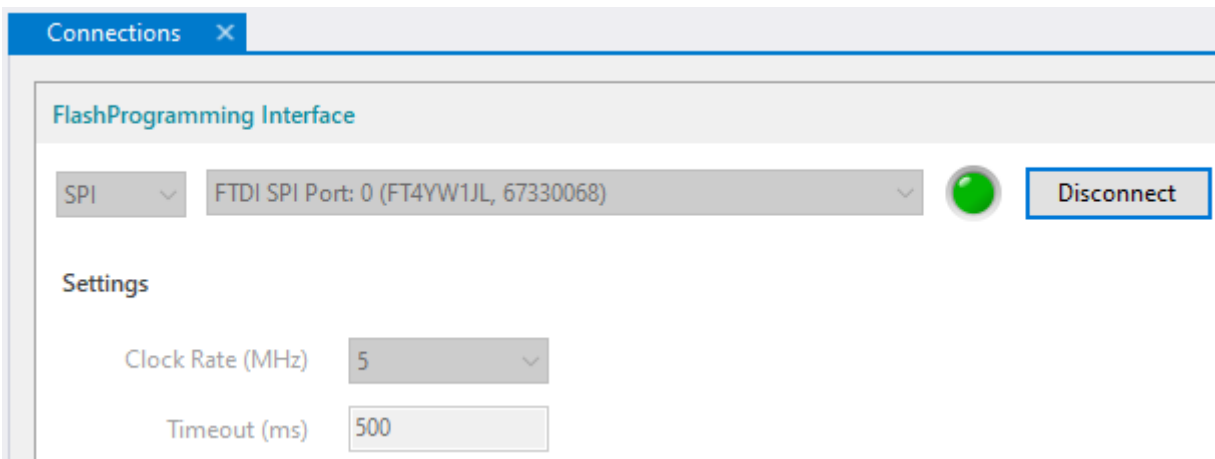 Connections ×
FlashProgramming Interface
SPI FTDI SPI Port: 0 (FT4YW1JL, 67330068) Disconnect
Settings
Clock Rate (MHz) 5
Timeout (ms) 500